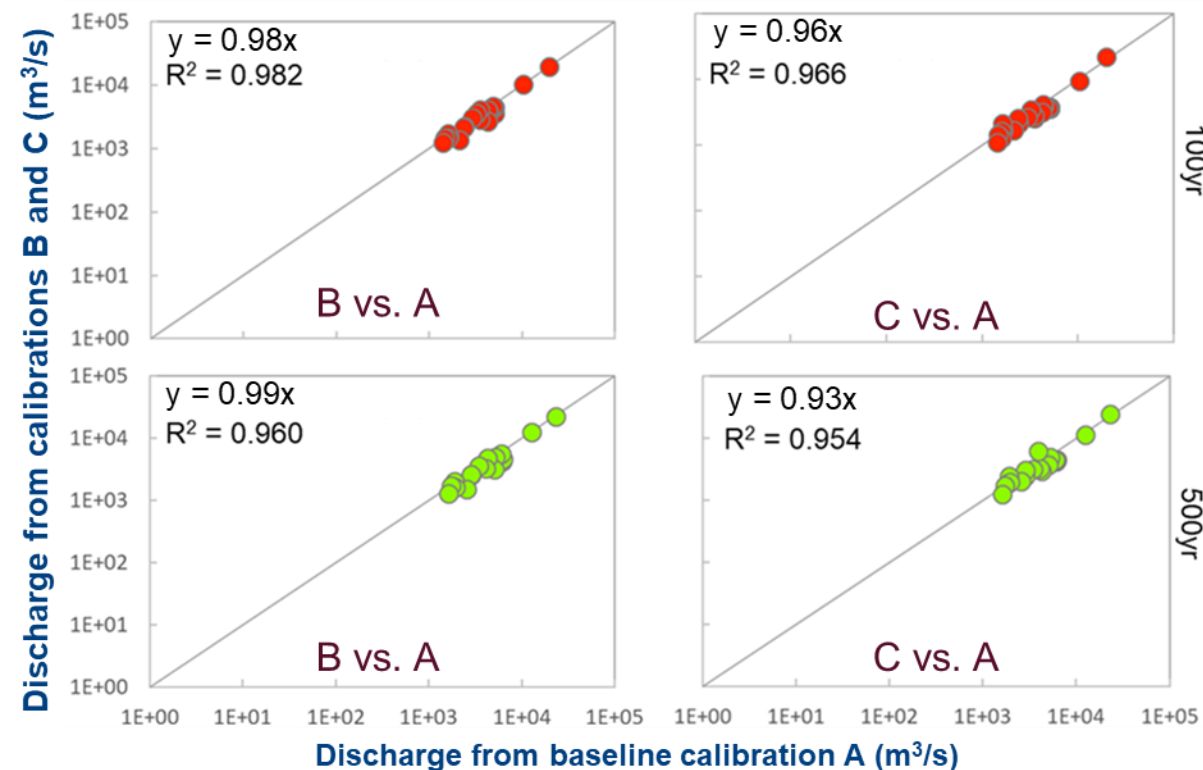 Discharge from calibrations B and C (m³/s)
1E+05
1E+04
1E+03
1E+02
1E+01
1E+00
y = 0.98x
R² = 0.982
B vs. A
y = 0.96x
R² = 0.966
C vs. A
100yr
1E+05
1E+04
1E+03
1E+02
1E+01
1E+00
y = 0.99x
R² = 0.960
B vs. A
y = 0.93x
R² = 0.954
C vs. A
500yr
1E+00 1E+01 1E+02 1E+03 1E+04 1E+05
1E+00 1E+01 1E+02 1E+03 1E+04 1E+05
Discharge from baseline calibration A (m³/s)